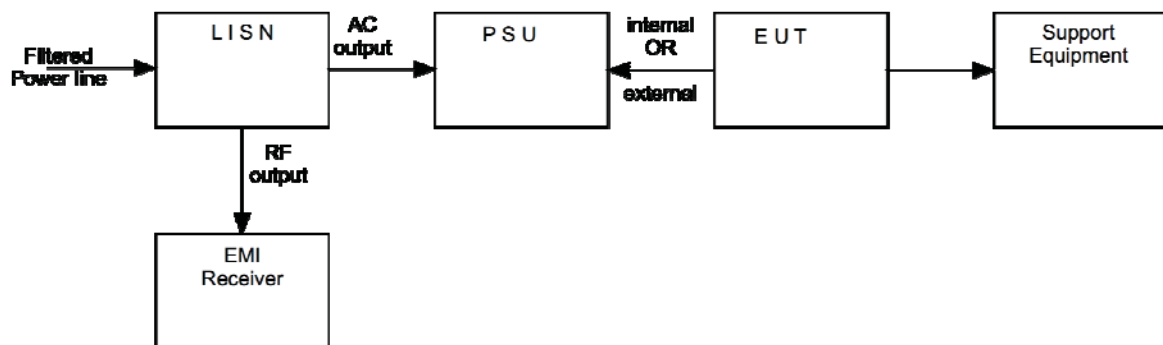 L I S N
AC
output
P S U
internal
OR
external
E U T
Support
Equipment
Filtered
Power line
RF
output
EMI
Receiver